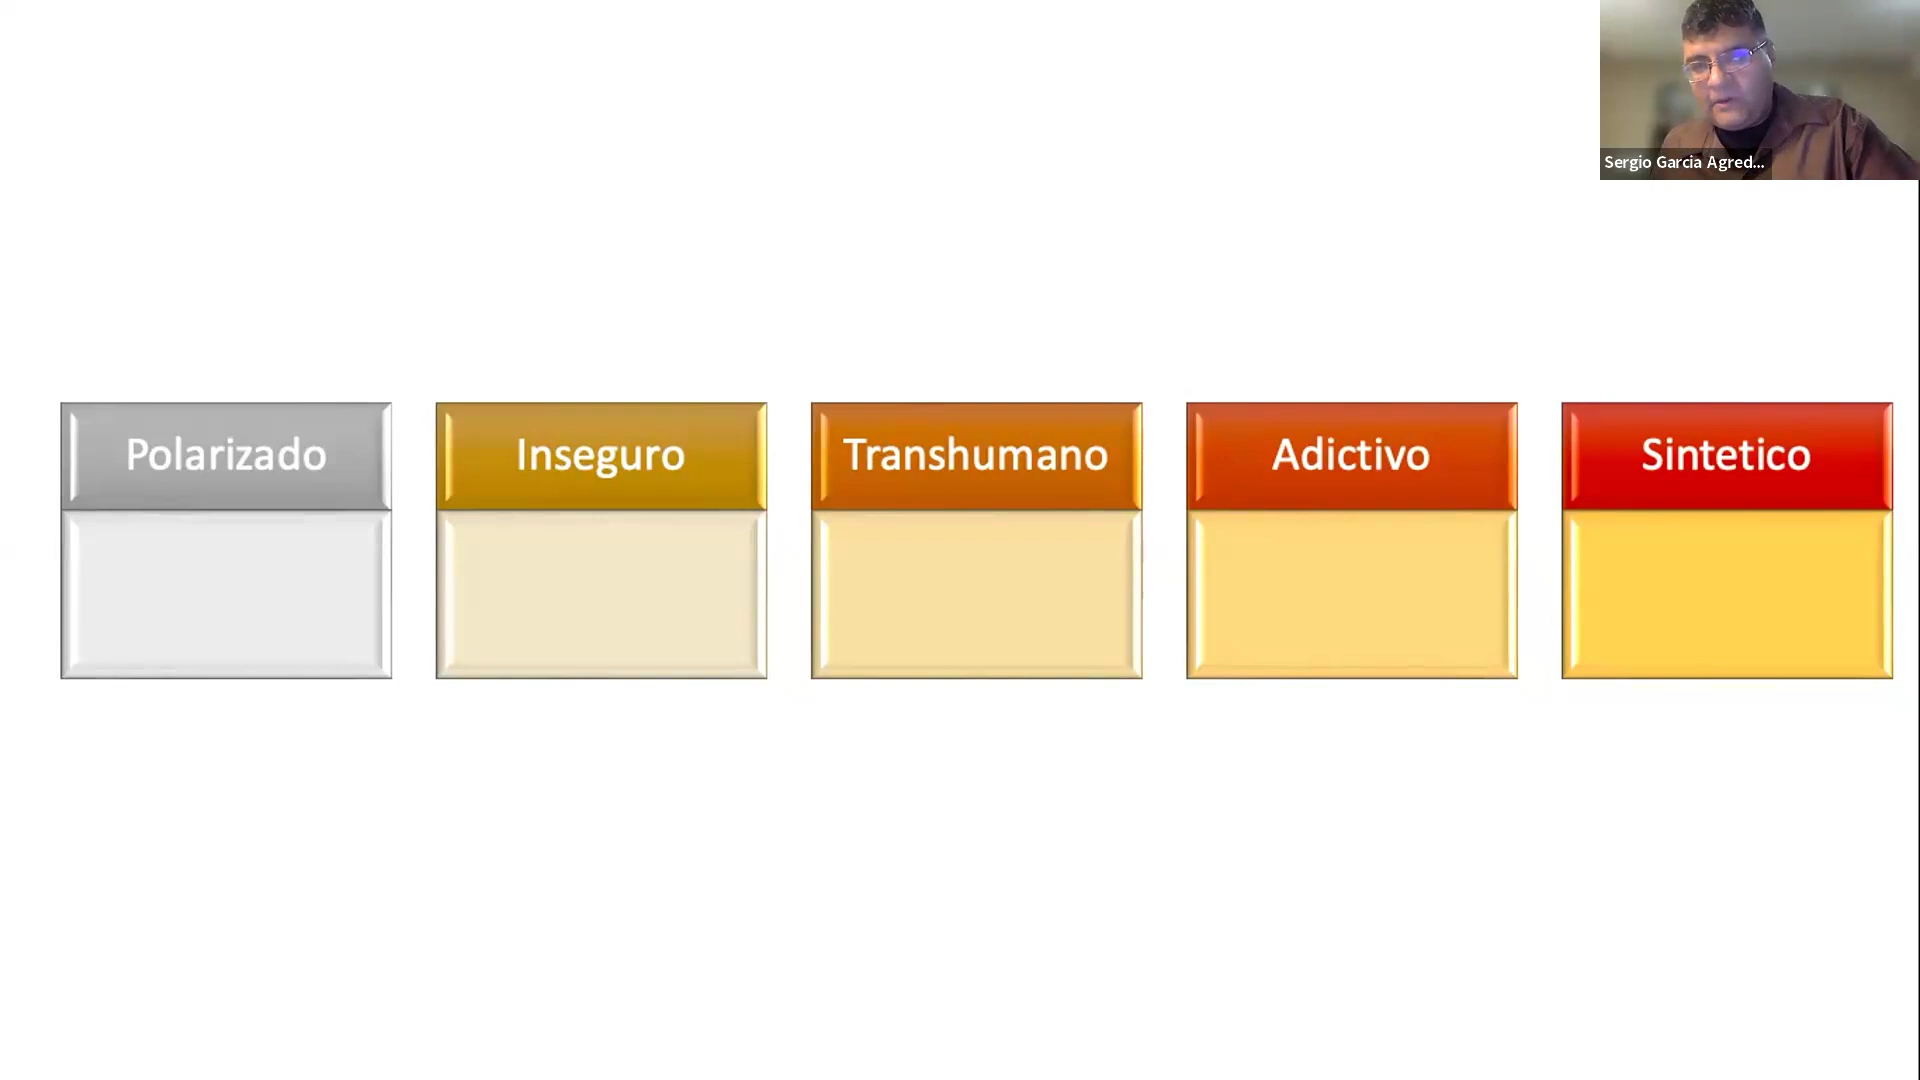 Sergio Garcia Agred...
Polarizado
Inseguro
Transhumano
Adictivo
Sintetico